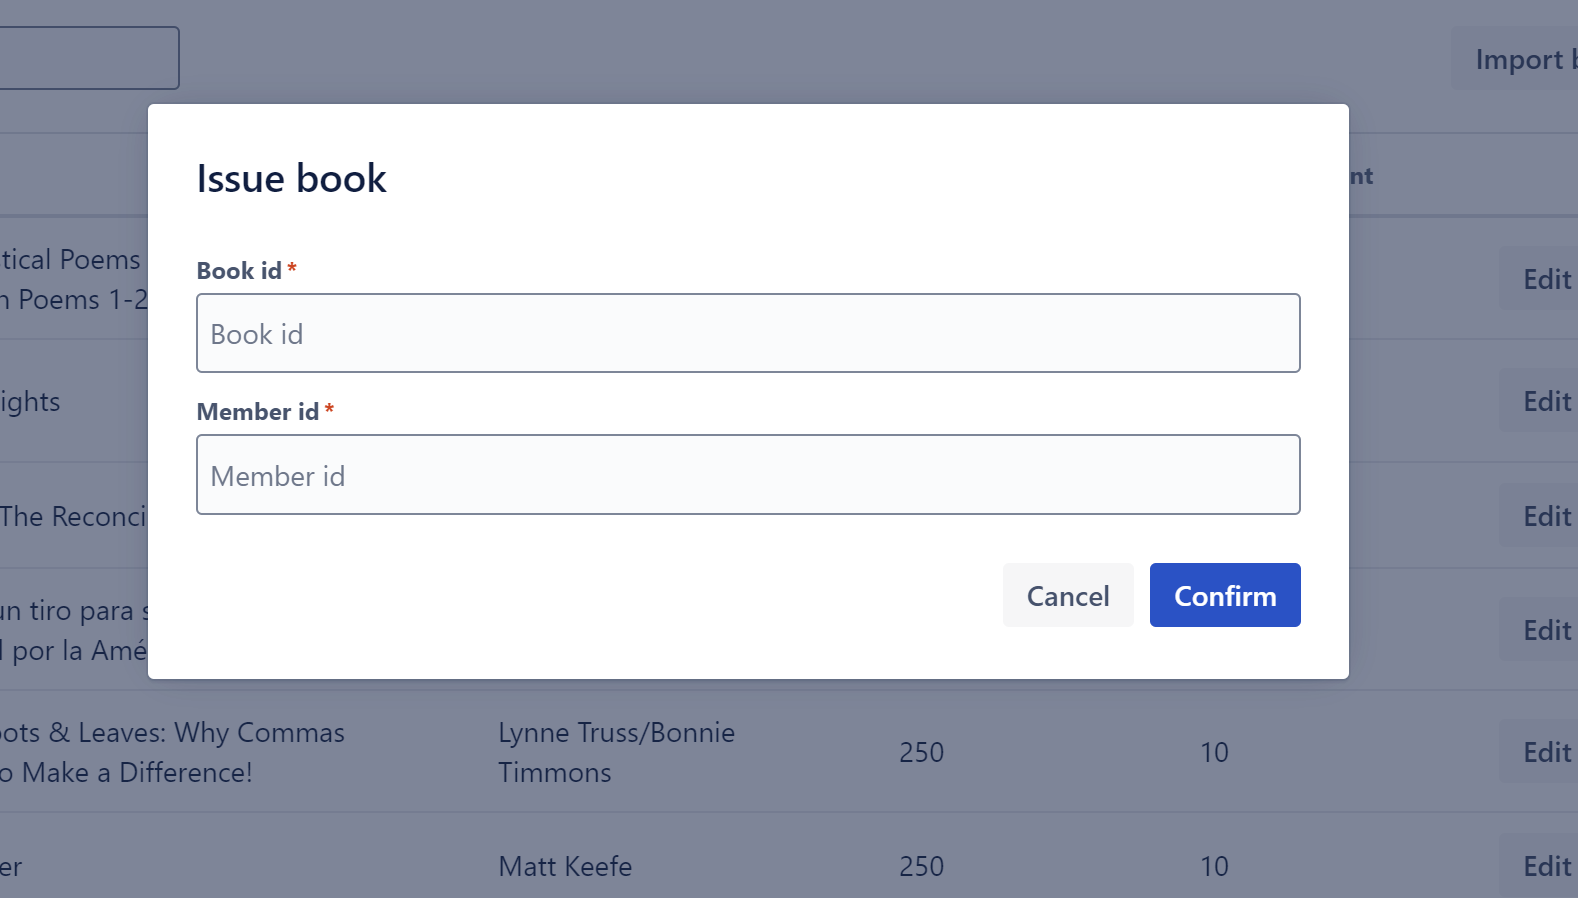 Import
nt
Issue book
Book id *
Book id
Member id *
Member id
Cancel
Confirm
tical Poems
n Poems 1-2
Edit
ights
Edit
The Reconci
Edit
un tiro para s
l por la Amé
Edit
ots & Leaves: Why Commas
o Make a Difference!
Lynne Truss/Bonnie
Timmons
250
10
Edit
er
Matt Keefe
250
10
Edit